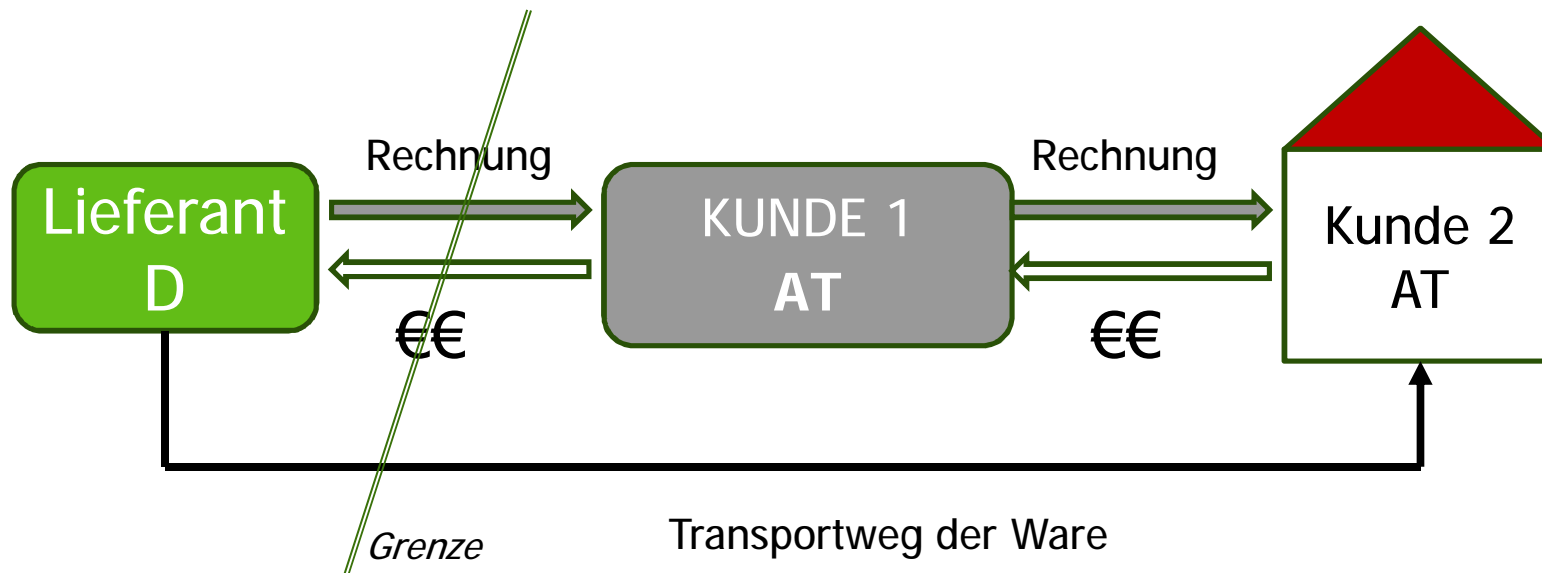 Rechnung
Rechnung
Lieferant
D
KUNDE 1
AT
Kunde 2
AT
€€
€€
Grenze
Transportweg der Ware